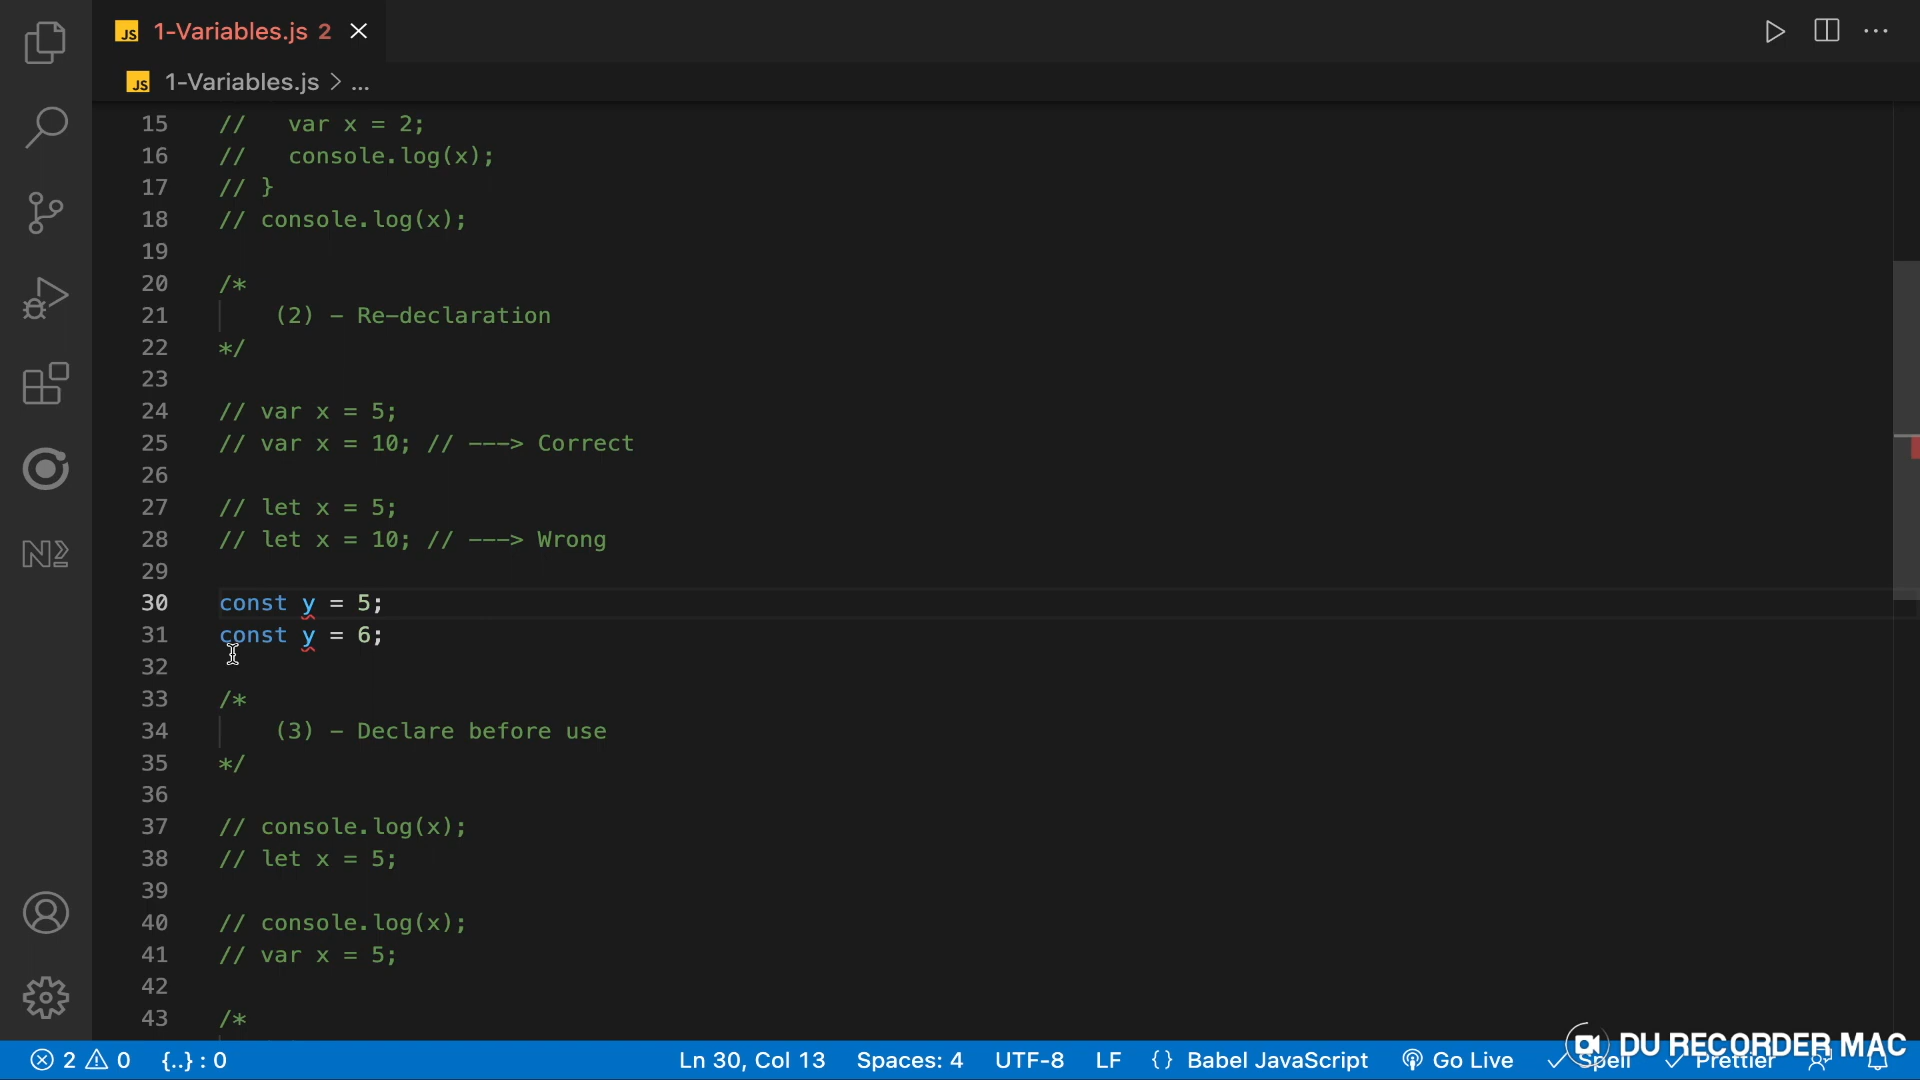 JS 1-Variables.js 2
JS 1-Variables.js > ...
15 //   var x = 2;
16 //   console.log(x);
17 // }
18 // console.log(x);
19
20 /*
21     (2) - Re-declaration
22 */
23
24 // var x = 5;
25 // var x = 10; // ---> Correct
26
27 // let x = 5;
28 // let x = 10; // ---> Wrong
29
30 const y = 5;
31 const y = 6;
32
33 /*
34     (3) - Declare before use
35 */
36
37 // console.log(x);
38 // let x = 5;
39
40 // console.log(x);
41 // var x = 5;
42
43 /*
DU RECORDER MAC
2 0 {..} : 0 Ln 30, Col 13 Spaces: 4 UTF-8 LF {} Babel JavaScript Go Live Spell Prettier